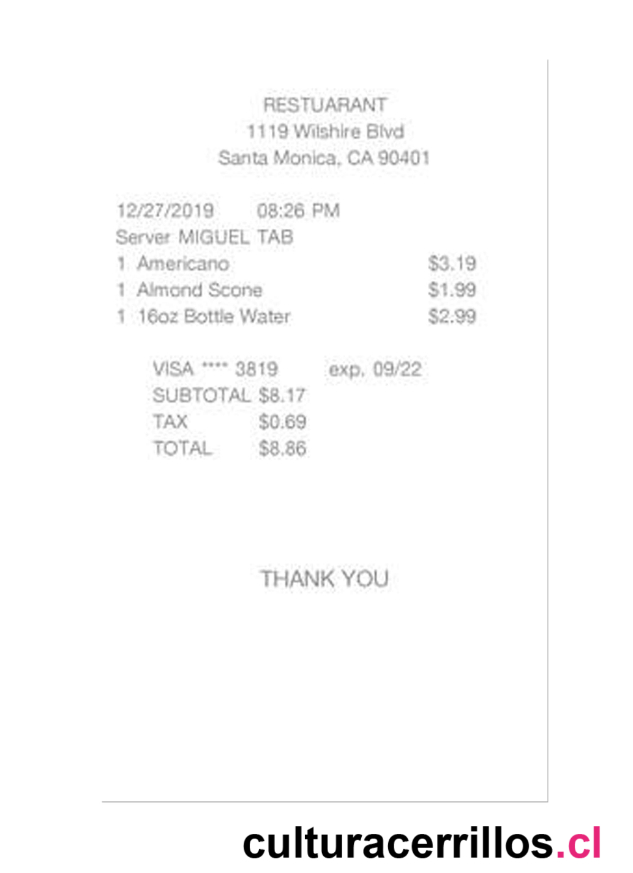 RESTUARANT
1119 Wilshire Blvd
Santa Monica, CA 90401
12/27/2019 08:26 PM
Server MIGUEL TAB
1 Americano $3.19
1 Almond Scone $1.99
1 16oz Bottle Water $2.99
VISA **** 3819 exp. 09/22
SUBTOTAL $8.17
TAX $0.69
TOTAL $8.86
THANK YOU
culturacerrillos.cl